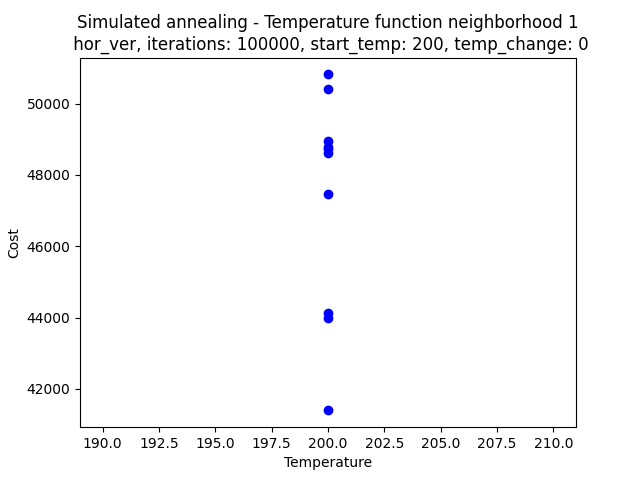 Simulated annealing - Temperature function neighborhood 1
hor_ver, iterations: 100000, start_temp: 200, temp_change: 0
50000
48000
46000
44000
42000
Cost
190.0 192.5 195.0 197.5 200.0 202.5 205.0 207.5 210.0
Temperature